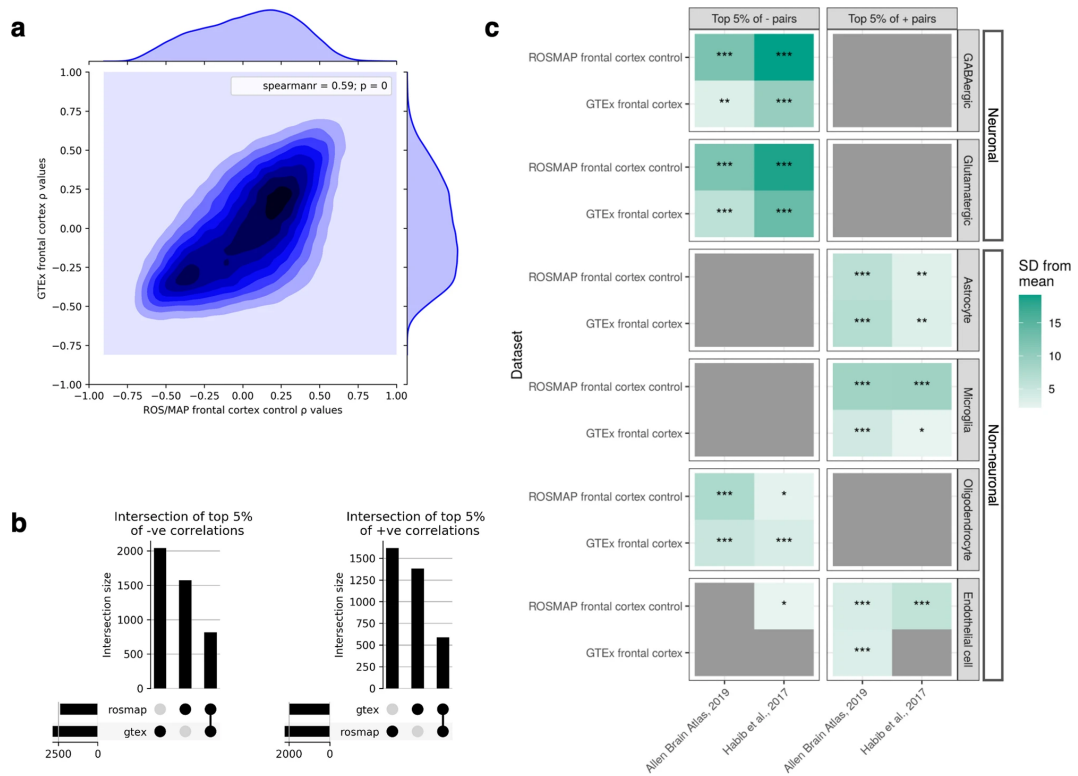 a
spearmanr = 0.59; p = 0
1.00
0.75
0.50
0.25
0.00
−0.25
−0.50
−0.75
−1.00
GTEx frontal cortex ρ values
−1.00 −0.75 −0.50 −0.25 0.00 0.25 0.50 0.75 1.00
ROS/MAP frontal cortex control ρ values
b
Intersection of top 5%
of -ve correlations
Intersection size
2000
1500
1000
500
0
rosmap
gtex
2500 0
Intersection of top 5%
of +ve correlations
Intersection size
1500
1250
1000
750
500
250
0
gtex
rosmap
2000 0
c
Top 5% of - pairs Top 5% of + pairs
Dataset
ROSMAP frontal cortex control *** ***
GTEx frontal cortex ** ***
GABAergic
ROSMAP frontal cortex control *** ***
GTEx frontal cortex *** ***
Glutamatergic
Neuronal
ROSMAP frontal cortex control *** **
GTEx frontal cortex *** **
Astrocyte
ROSMAP frontal cortex control *** ***
GTEx frontal cortex *** *
Microglia
ROSMAP frontal cortex control *** *
GTEx frontal cortex *** ***
Oligodendrocyte
ROSMAP frontal cortex control * *** ***
GTEx frontal cortex ***
Endothelial cell
Non-neuronal
Allen Brain Atlas, 2019
Habib et al., 2017
Allen Brain Atlas, 2019
Habib et al., 2017
SD from
mean
15
10
5